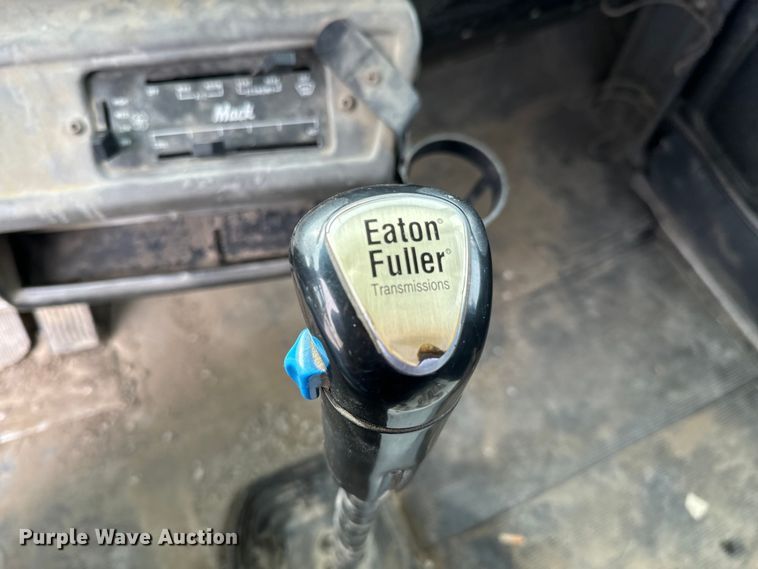 Mack
Eaton®
Fuller®
Transmissions
Purple Wave Auction®